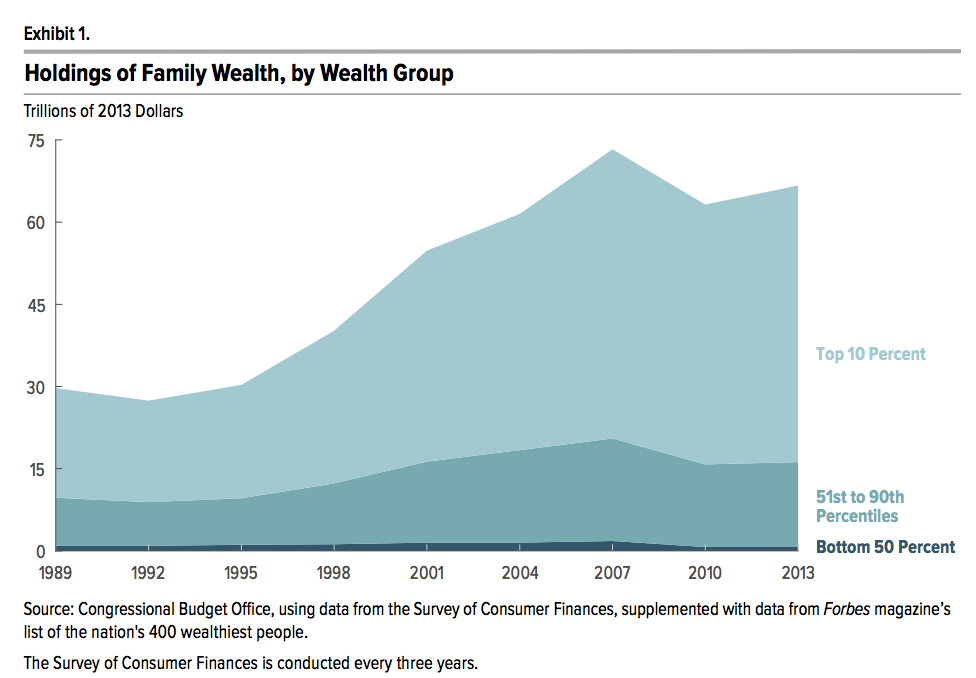 Exhibit 1.
Holdings of Family Wealth, by Wealth Group
Trillions of 2013 Dollars
75
60
45
30
15
0
Top 10 Percent
51st to 90th
Percentiles
Bottom 50 Percent
1989 1992 1995 1998 2001 2004 2007 2010 2013
Source: Congressional Budget Office, using data from the Survey of Consumer Finances, supplemented with data from Forbes magazine’s
list of the nation's 400 wealthiest people.
The Survey of Consumer Finances is conducted every three years.